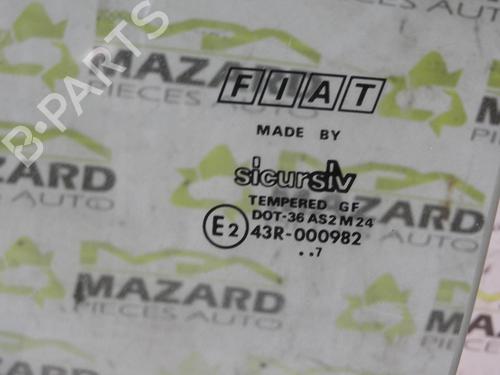 PIECES AUTO
B-PARTS
MAZARD
PIECES AUTO
FIAT
MADE BY
sicursiv
TEMPERED GF
DOT-36 AS2 M 24
E2 43R-000982
..7
MAZARD
MAZARD
PIECES AUTO
MAZARD
PIECES AUTO